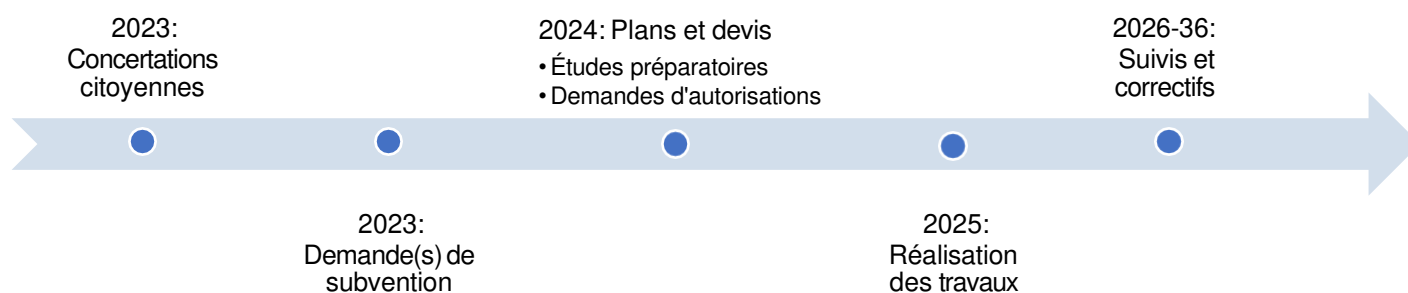 2023:
Concertations
citoyennes
2023:
Demande(s) de
subvention
2024: Plans et devis
• Études préparatoires
• Demandes d'autorisations
2025:
Réalisation
des travaux
2026-36:
Suivis et
correctifs